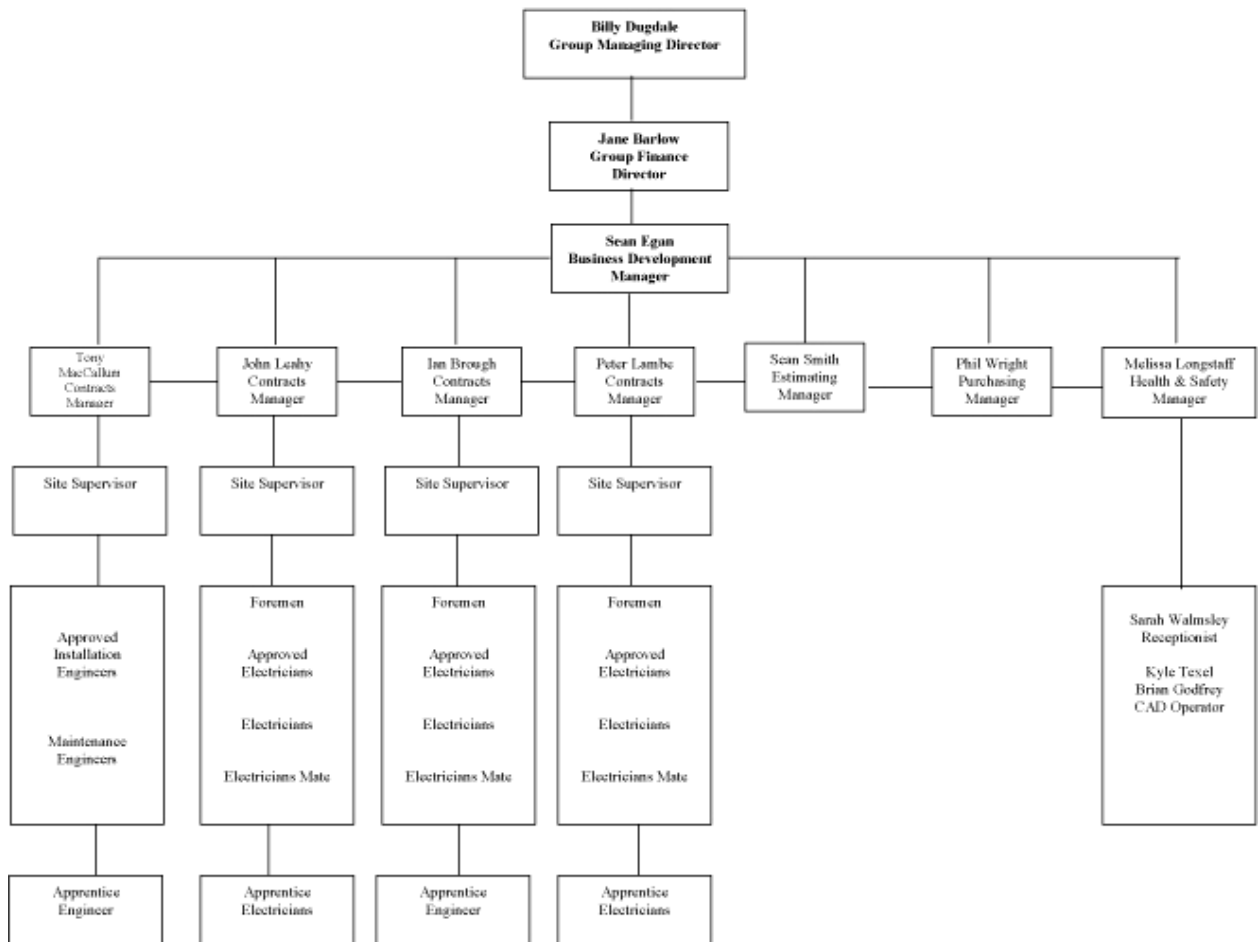 Billy Dugdale
Group Managing Director
Jane Barlow
Group Finance
Director
Sean Egan
Business Development
Manager
Tony
MacCallum
Contracts
Manager
John Leahy
Contracts
Manager
Ian Brough
Contracts
Manager
Peter Lambe
Contracts
Manager
Sean Smith
Estimating
Manager
Phil Wright
Purchasing
Manager
Melissa Longstaff
Health & Safety
Manager
Site Supervisor
Site Supervisor
Site Supervisor
Site Supervisor
Approved
Installation
Engineers
Maintenance
Engineers
Foremen
Approved
Electricians
Electricians
Electricians Mate
Foremen
Approved
Electricians
Electricians
Electricians Mate
Foremen
Approved
Electricians
Electricians
Electricians Mate
Sarah Walmsley
Receptionist
Kyle Texel
Brian Godfrey
CAD Operator
Apprentice
Engineer
Apprentice
Electricians
Apprentice
Engineer
Apprentice
Electricians